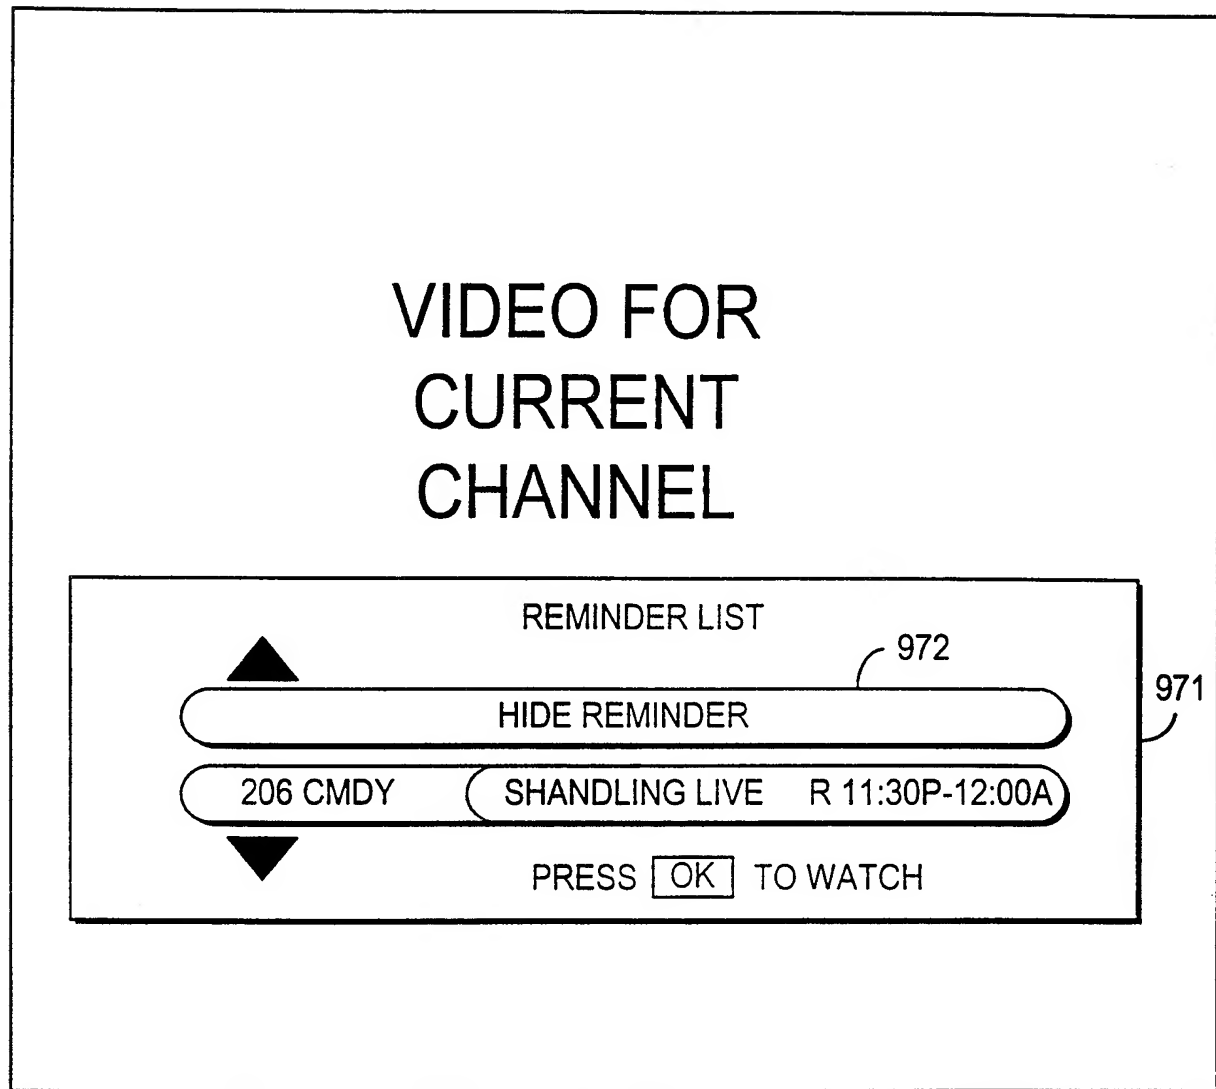 VIDEO FOR
CURRENT
CHANNEL
REMINDER LIST
972
971
HIDE REMINDER
206 CMDY SHANDLING LIVE R 11:30P-12:00A
PRESS OK TO WATCH